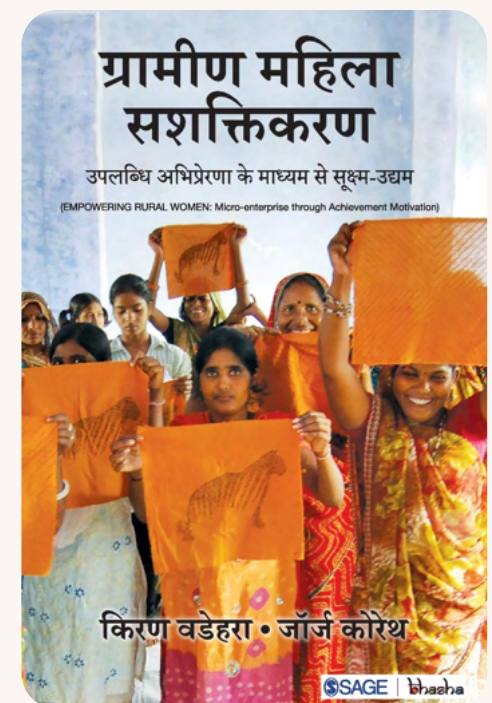 ग्रामीण महिला
सशक्तिकरण
उपलब्धि अभिप्रेरणा के माध्यम से सूक्ष्म-उद्यम
(EMPOWERING RURAL WOMEN: Micro-enterprise through Achievement Motivation)
किरण वडेहरा • जॉर्ज कोरेथ
SSAGE | bhasha